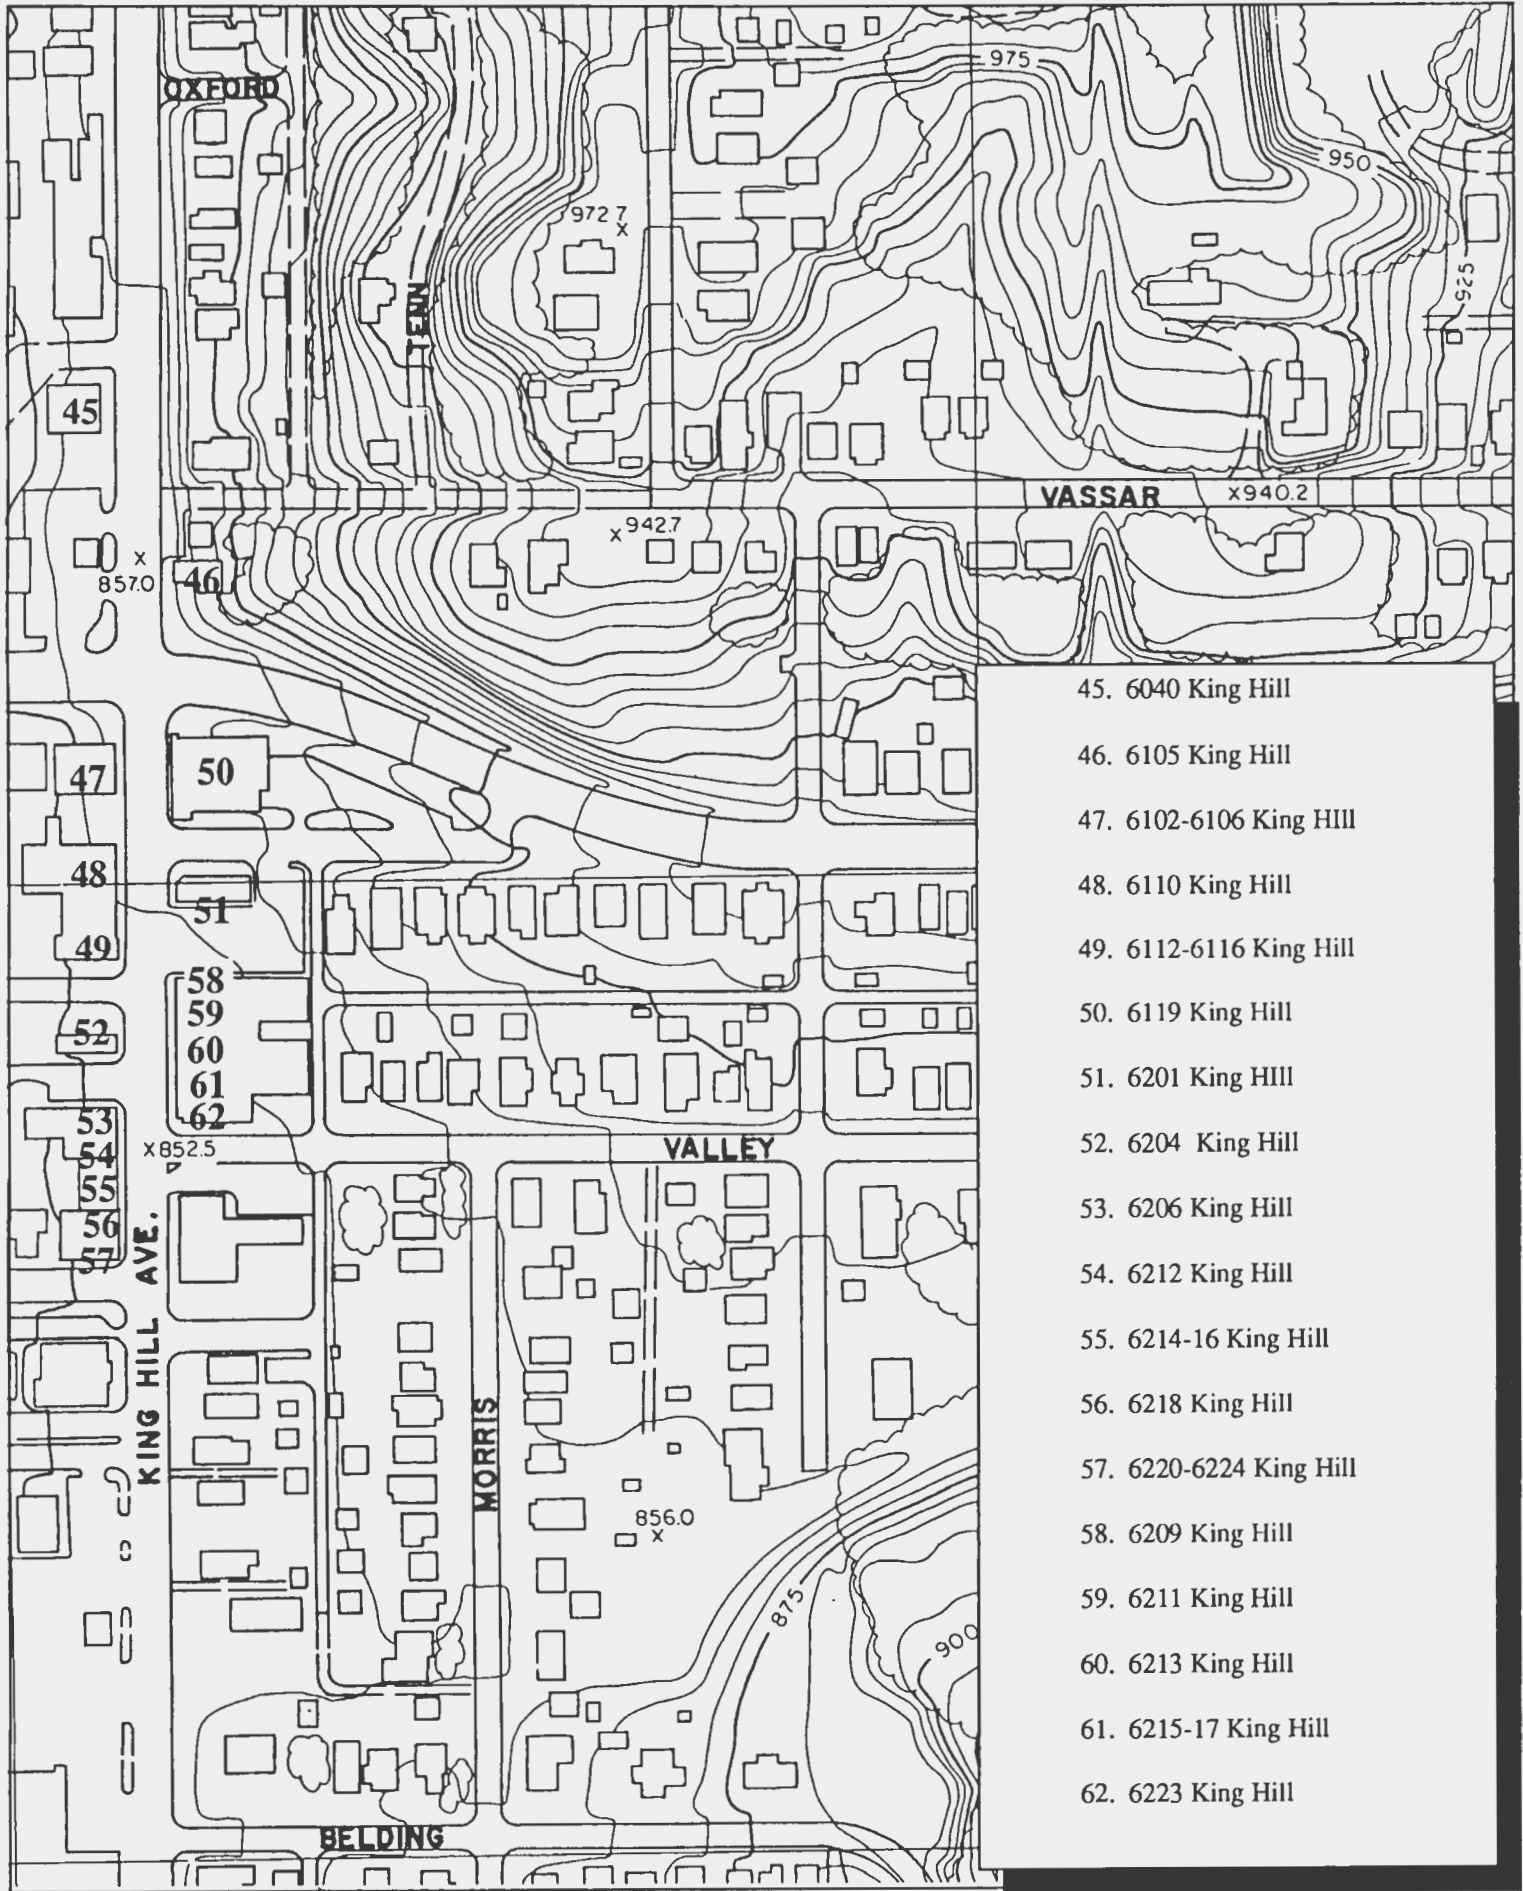 975
OXFORD
950
972 7
x
925
TENN
45
VASSAR
x940.2
x942.7
x
857.0
46
45. 6040 King Hill
46. 6105 King Hill
47. 6102-6106 King HIll
48. 6110 King Hill
49. 6112-6116 King Hill
50. 6119 King Hill
51. 6201 King HIll
52. 6204 King Hill
53. 6206 King Hill
54. 6212 King Hill
55. 6214-16 King Hill
56. 6218 King Hill
57. 6220-6224 King Hill
58. 6209 King Hill
59. 6211 King Hill
60. 6213 King Hill
61. 6215-17 King Hill
62. 6223 King Hill
47
50
48
51
49
58
59
52
60
61
53
62
54
x852.5
VALLEY
55
56
57
KING HILL AVE.
MORRIS
856.0
x
875
900
BELDING